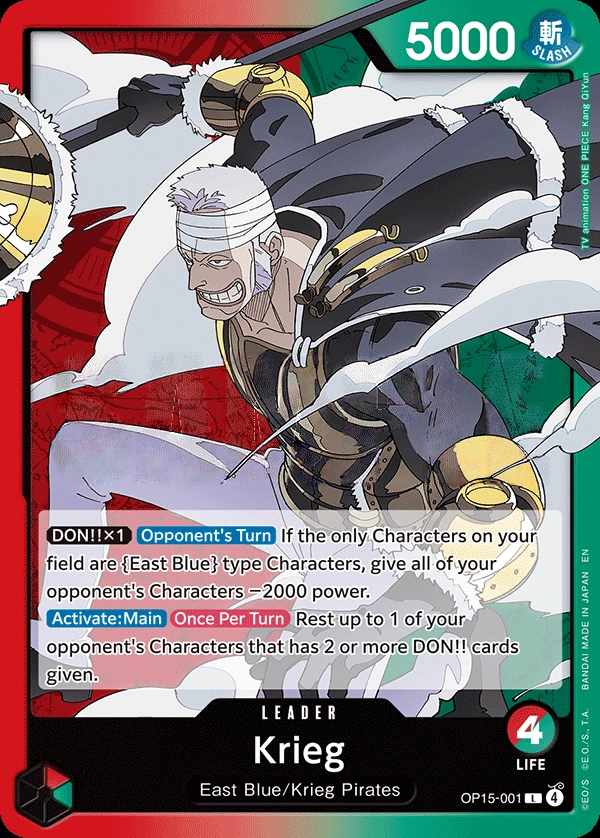 5000
斬
SLASH
TV animation ONE PIECE Kang QiYun
DON!!×1 Opponent's Turn If the only Characters on your
field are {East Blue} type Characters, give all of your
opponent's Characters −2000 power.
Activate:Main Once Per Turn Rest up to 1 of your
opponent's Characters that has 2 or more DON!! cards
given.
©E.O/S ©E.O./S., T.A. BANDAI MADE IN JAPAN EN
LEADER
4
LIFE
Krieg
East Blue/Krieg Pirates
OP15-001 L 4